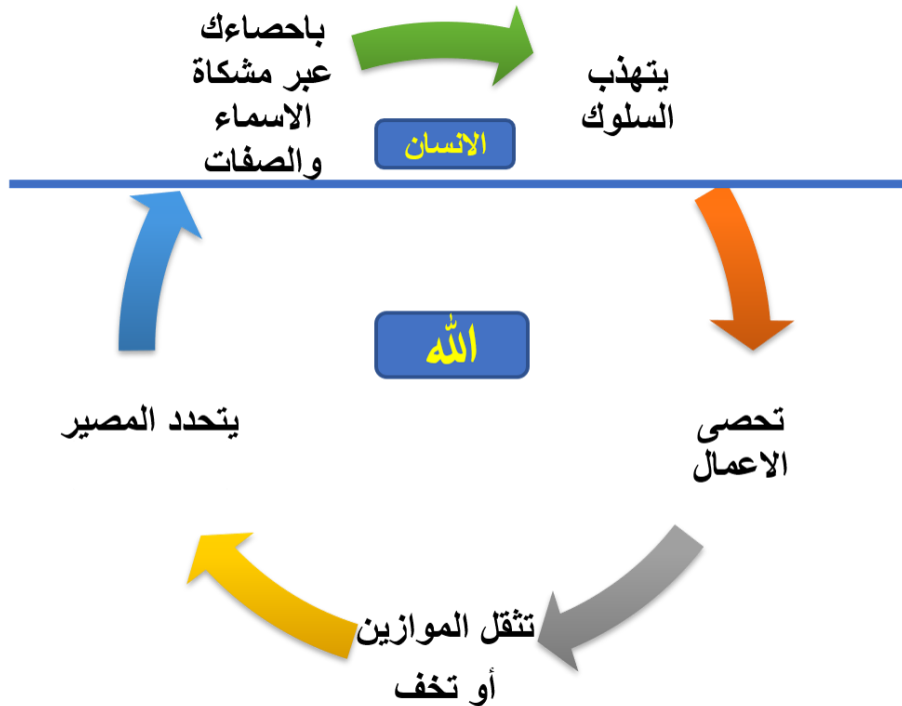 باحصاءك
عبر مشكاة
الاسماء
والصفات
يتهذب
السلوك
الانسان
الله
تحصى
الاعمال
تثقل الموازين
أو تخف
يتحدد المصير